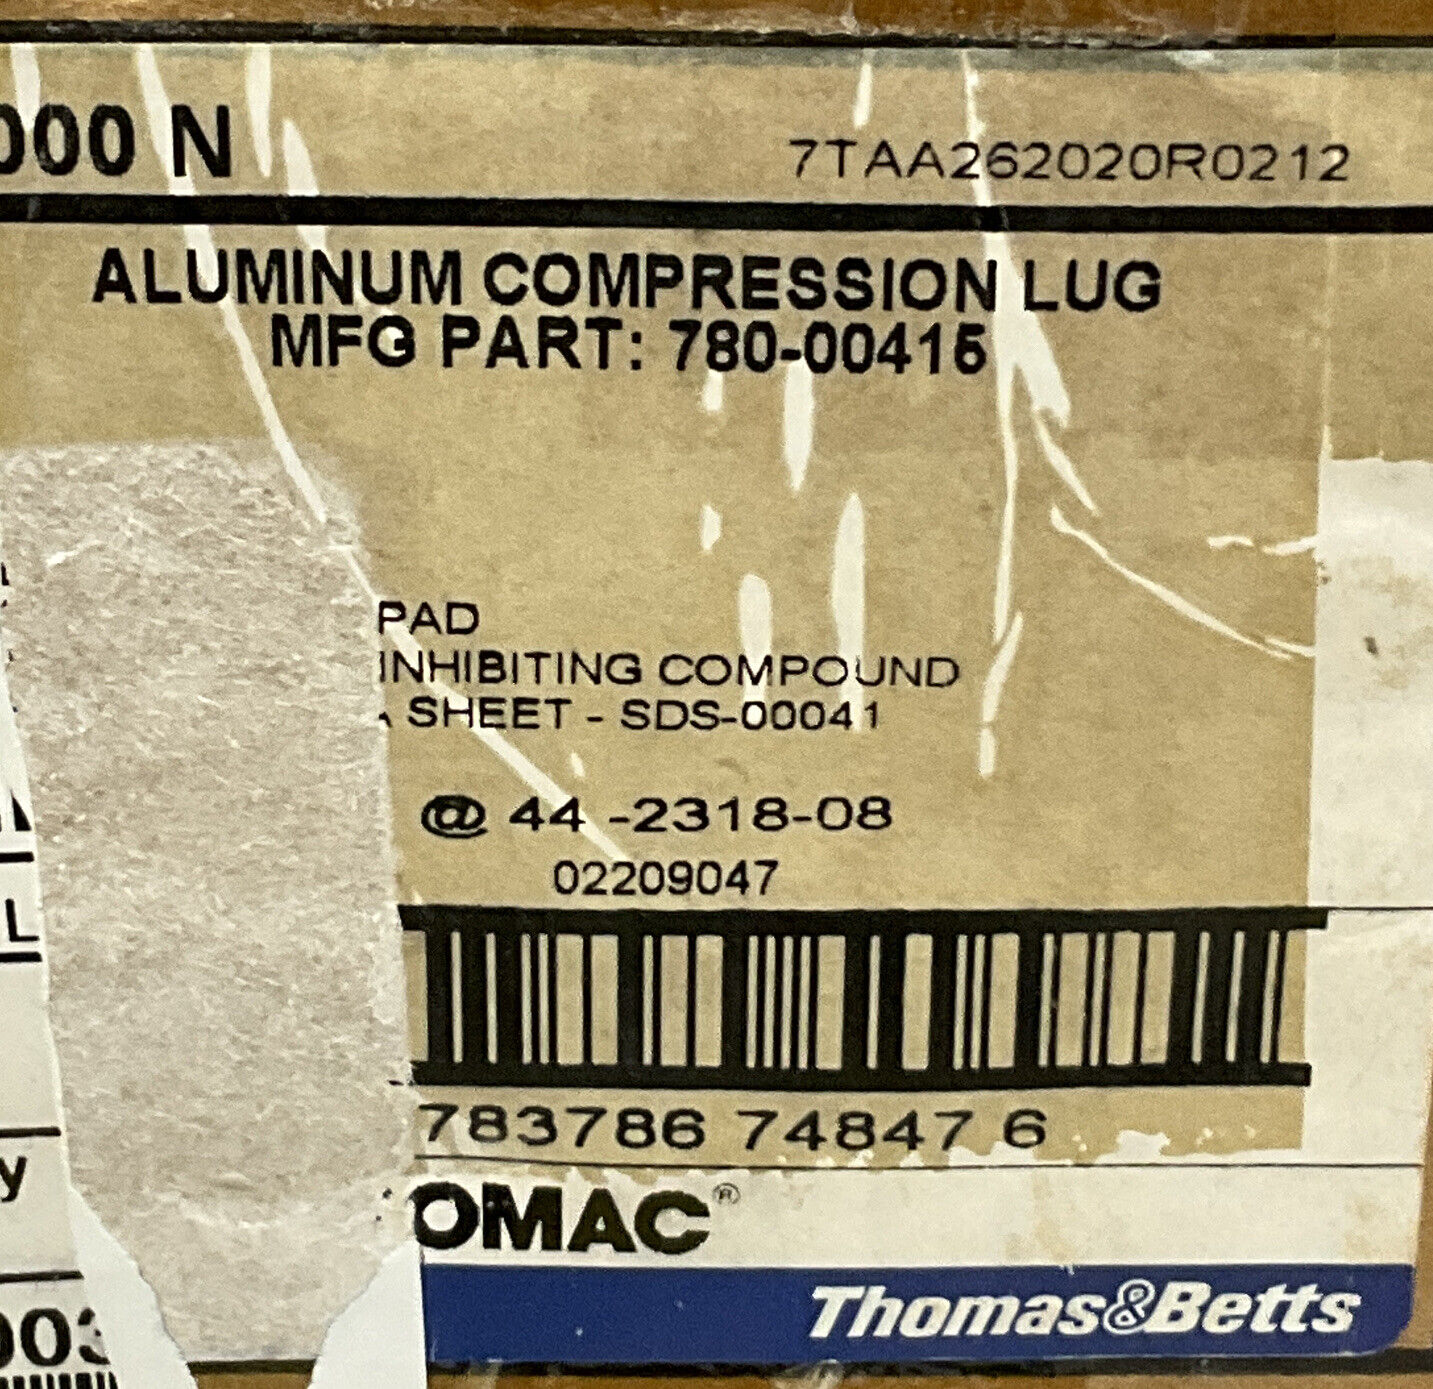 000 N
7TAA262020R0212
ALUMINUM COMPRESSION LUG
MFG PART: 780-00415
PAD
INHIBITING COMPOUND
SHEET - SDS-00041
@ 44 -2318-08
02209047
L
783786 74847 6
y
OMAC®
Thomas&Betts
003